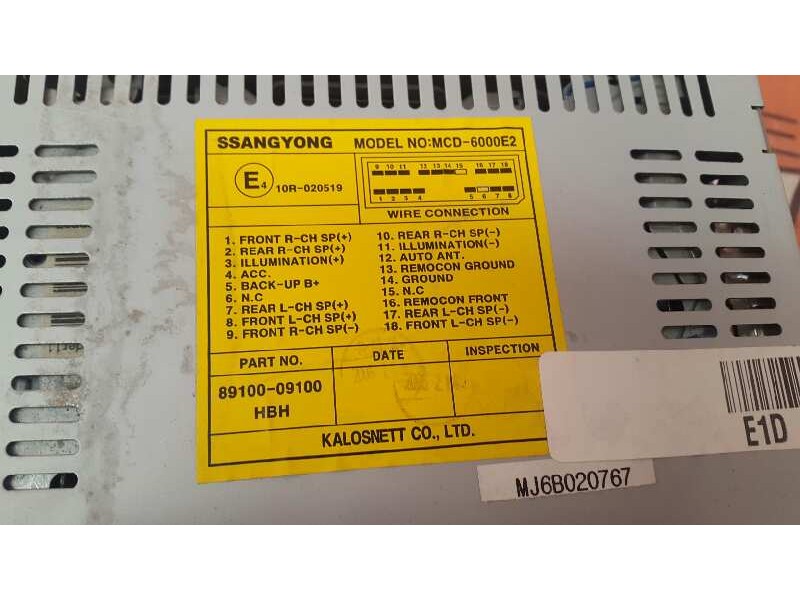 SSANGYONG MODEL NO:MCD-6000E2
E4 10R-020519
9 10 11 12 13 14 15 16 17 18
1 2 3 4 5 6 7 8
WIRE CONNECTION
1. FRONT R-CH SP(+)
2. REAR R-CH SP(+)
3. ILLUMINATION(+)
4. ACC.
5. BACK-UP B+
6. N.C
7. REAR L-CH SP(+)
8. FRONT L-CH SP(+)
9. FRONT R-CH SP(-)
10. REAR R-CH SP(-)
11. ILLUMINATION(-)
12. AUTO ANT.
13. REMOCON GROUND
14. GROUND
15. N.C
16. REMOCON FRONT
17. REAR L-CH SP(-)
18. FRONT L-CH SP(-)
PART NO. DATE INSPECTION
89100-09100
HBH
KALOSNETT CO., LTD.
E1D
MJ6B020767